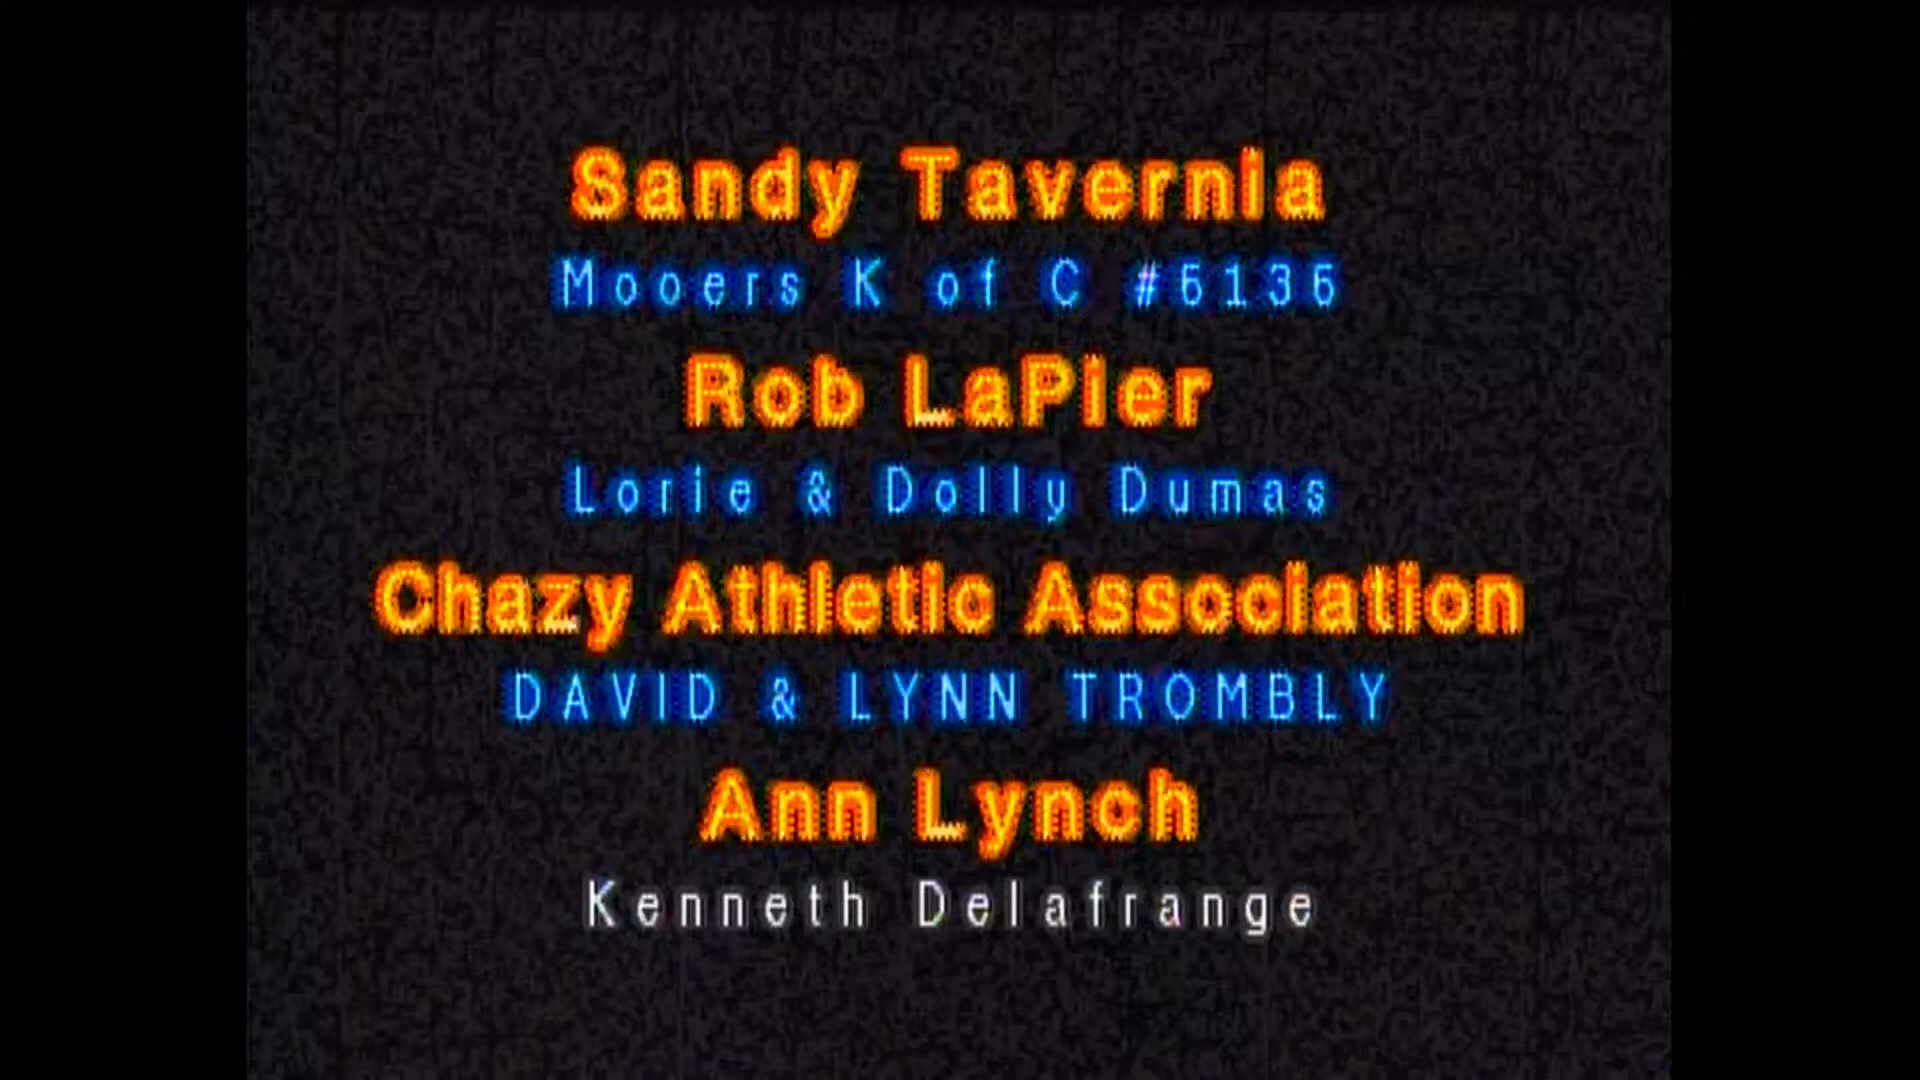 Sandy Tavernia
Mooers K of C #6136
Rob LaPier
Lorie & Dolly Dumas
Chazy Athletic Association
DAVID & LYNN TROMBLY
Ann Lynch
Kenneth Delafrange